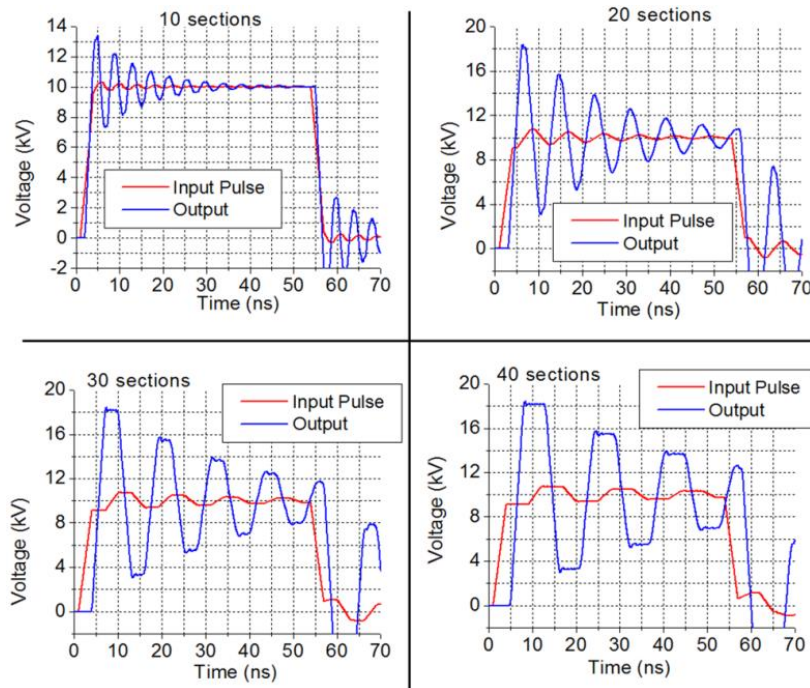 10 sections
Voltage (kV)
14
12
10
8
6
4
2
0
-2
Input Pulse
Output
0 10 20 30 40 50 60 70
Time (ns)
20 sections
Voltage (kV)
20
16
12
8
4
0
Input Pulse
Output
0 10 20 30 40 50 60 70
Time (ns)
30 sections
Voltage (kV)
20
16
12
8
4
0
Input Pulse
Output
0 10 20 30 40 50 60 70
Time (ns)
40 sections
Voltage (kV)
20
16
12
8
4
0
Input Pulse
Output
0 10 20 30 40 50 60 70
Time (ns)